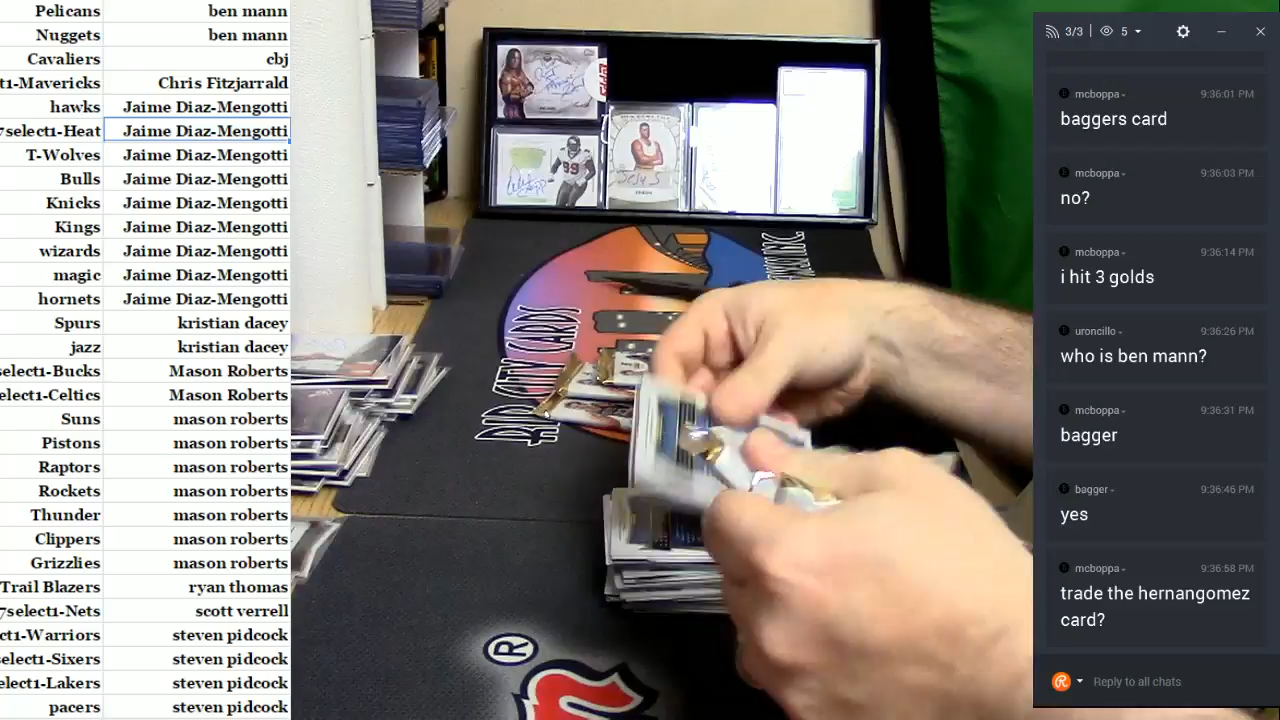 Pelicans ben mann
Nuggets ben mann
Cavaliers cbj
t1-Mavericks Chris Fitzjarrald
hawks Jaime Diaz-Mengotti
7select1-Heat Jaime Diaz-Mengotti
T-Wolves Jaime Diaz-Mengotti
Bulls Jaime Diaz-Mengotti
Knicks Jaime Diaz-Mengotti
Kings Jaime Diaz-Mengotti
wizards Jaime Diaz-Mengotti
magic Jaime Diaz-Mengotti
hornets Jaime Diaz-Mengotti
Spurs kristian dacey
jazz kristian dacey
select1-Bucks Mason Roberts
elect1-Celtics Mason Roberts
Suns mason roberts
Pistons mason roberts
Raptors mason roberts
Rockets mason roberts
Thunder mason roberts
Clippers mason roberts
Grizzlies mason roberts
Trail Blazers ryan thomas
7select1-Nets scott verrell
ct1-Warriors steven pidcock
select1-Sixers steven pidcock
elect1-Lakers steven pidcock
pacers steven pidcock
99
RIP CITY CARDS
®
3/3 5
mcboppa 9:36:01 PM
baggers card
mcboppa 9:36:03 PM
no?
mcboppa 9:36:14 PM
i hit 3 golds
uroncillo 9:36:26 PM
who is ben mann?
mcboppa 9:36:31 PM
bagger
bagger 9:36:46 PM
yes
mcboppa 9:36:58 PM
trade the hernangomez
card?
Reply to all chats